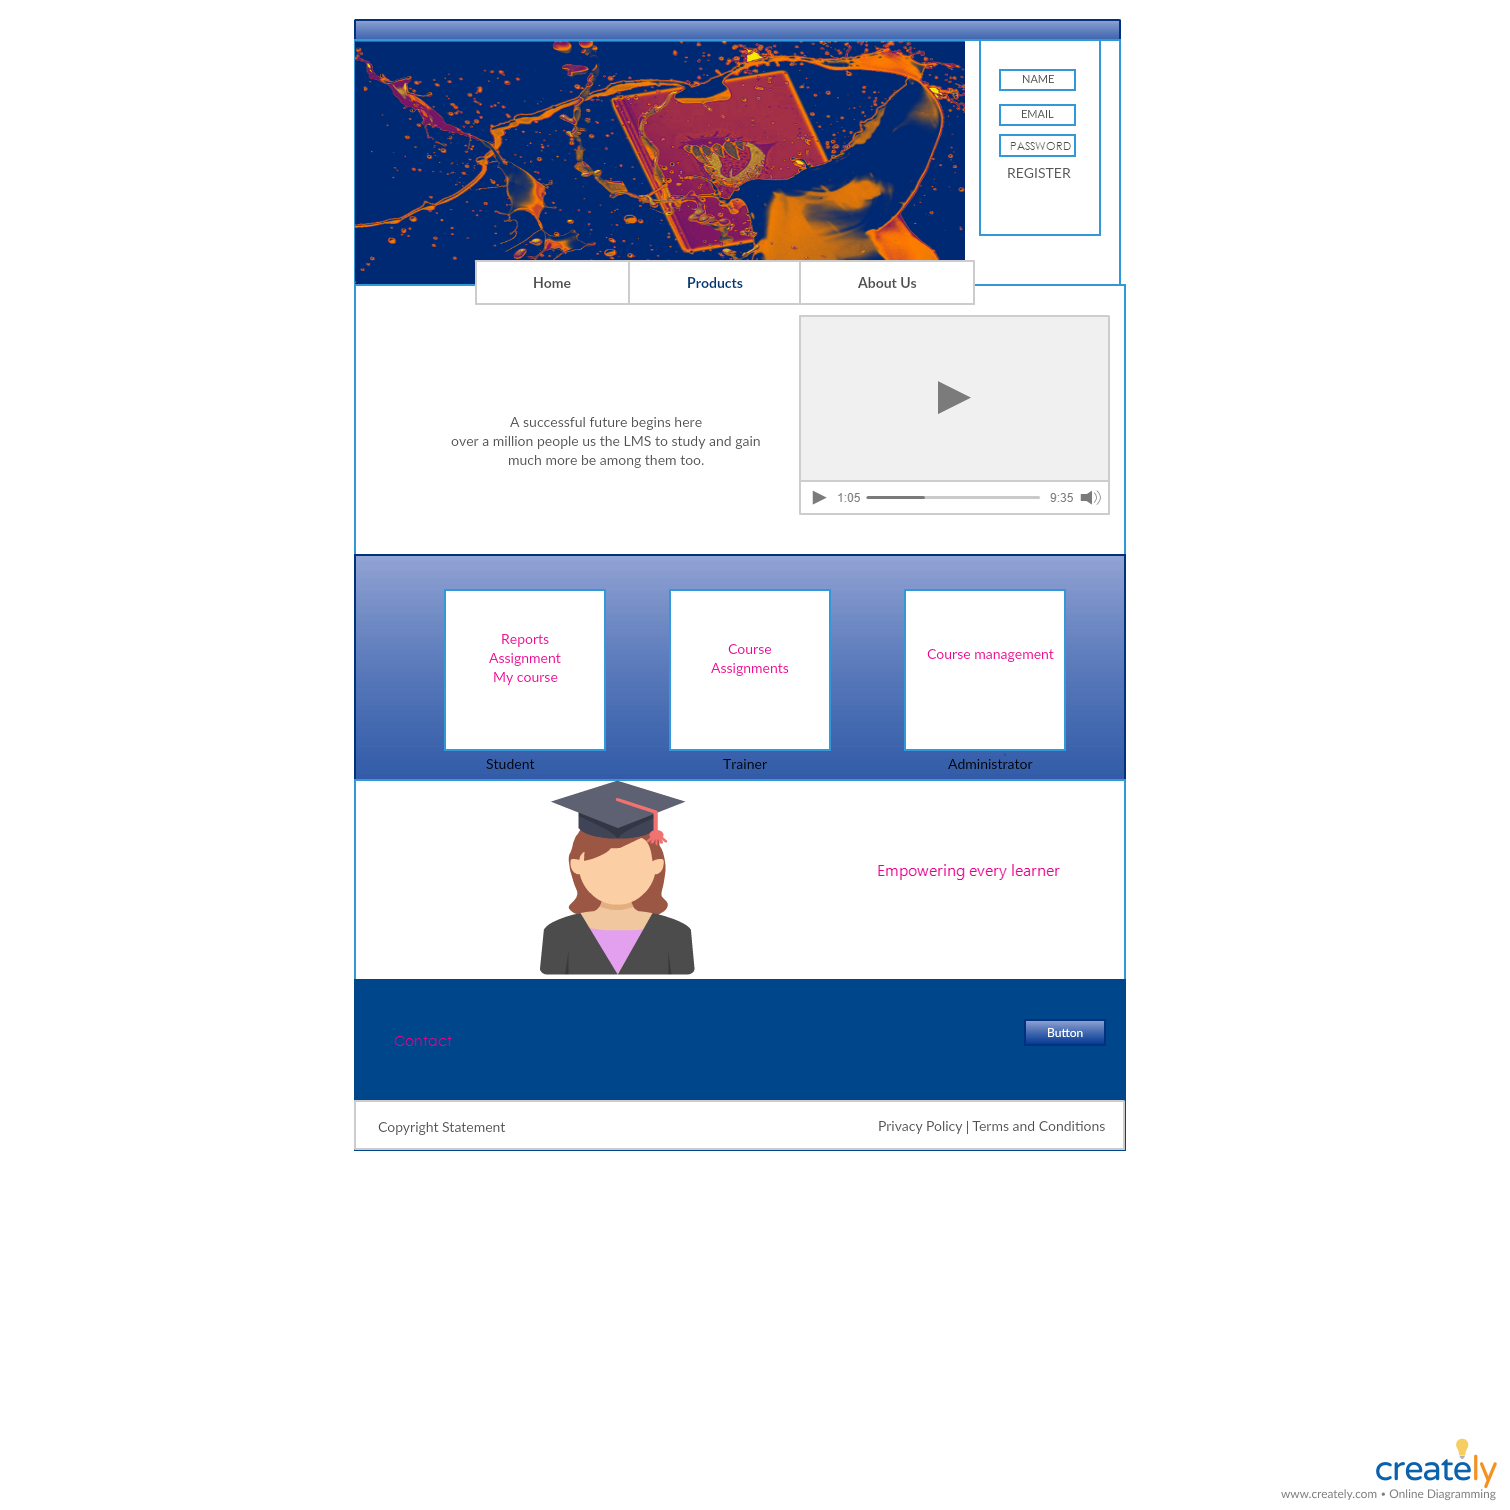 NAME
EMAIL
PASSWORD
REGISTER
Home
Products
About Us
A successful future begins here
over a million people us the LMS to study and gain
much more be among them too.
1:05
9:35
Reports
Assignment
My course
Course
Assignments
Course management
Student
Trainer
Administrator
Empowering every learner
Contact
Button
Copyright Statement
Privacy Policy | Terms and Conditions
creately
www.creately.com • Online Diagramming